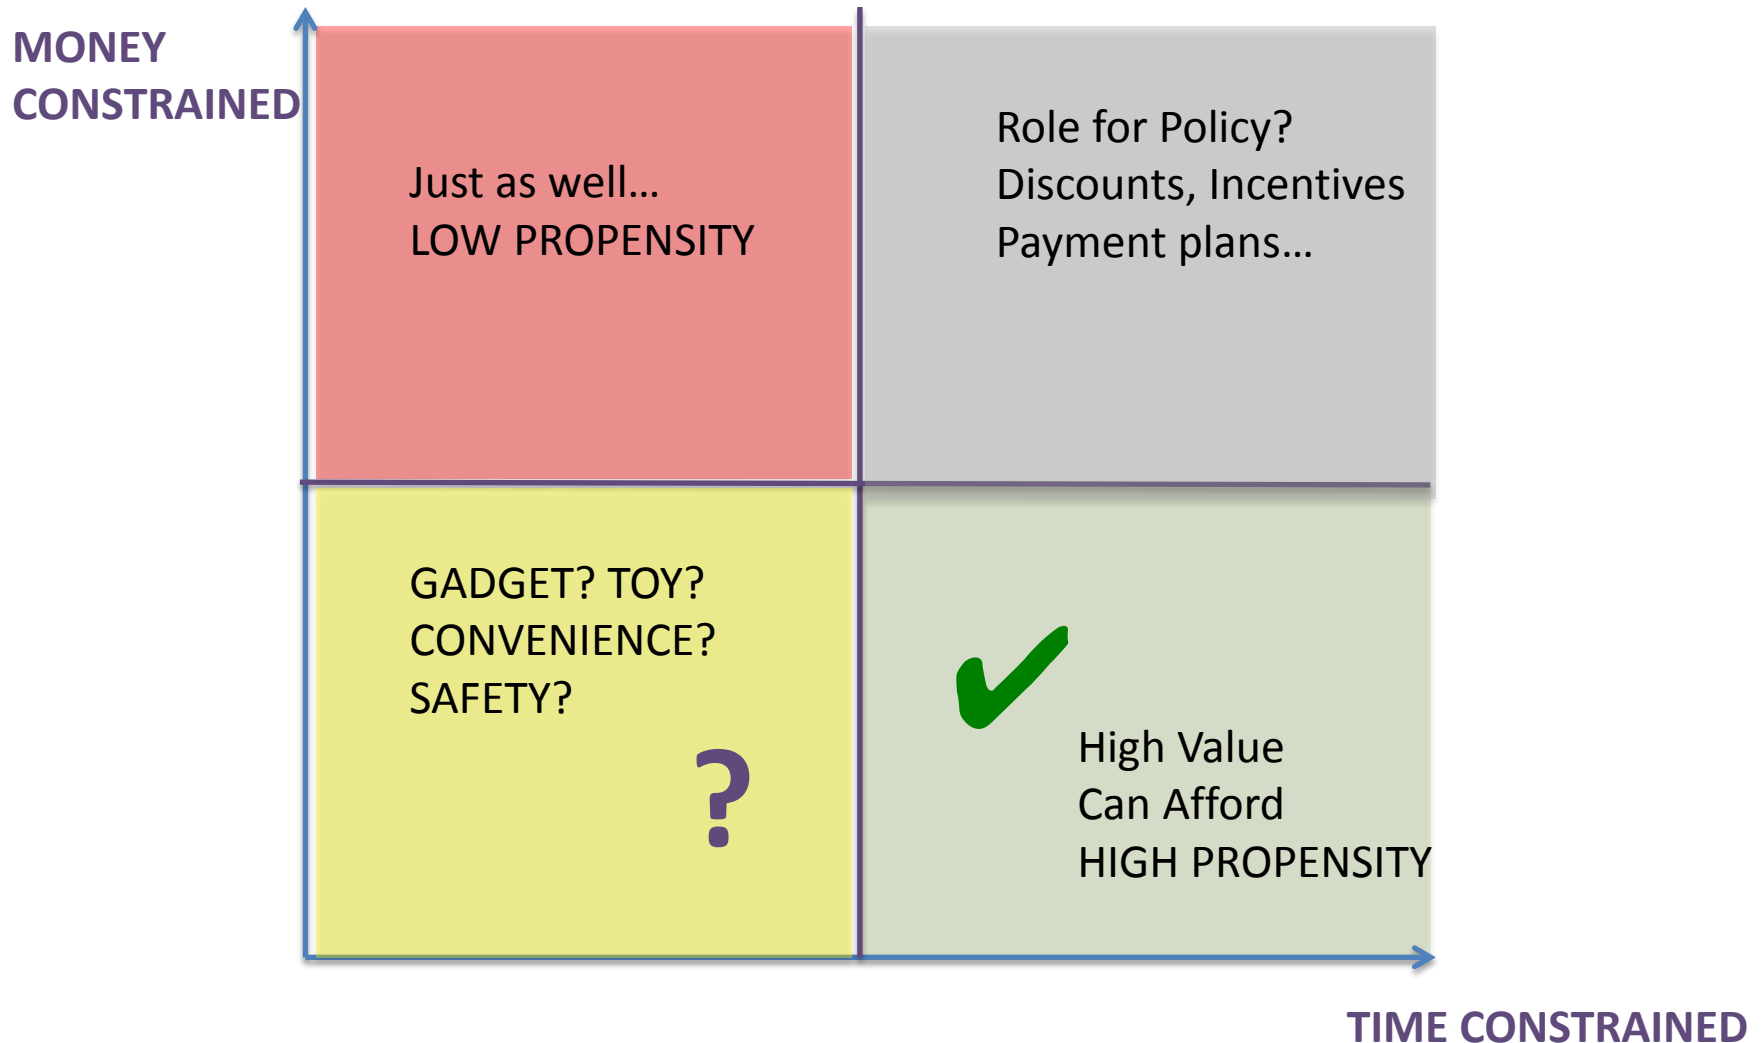 MONEY
CONSTRAINED
Just as well…
LOW PROPENSITY
Role for Policy?
Discounts, Incentives
Payment plans…
GADGET? TOY?
CONVENIENCE?
SAFETY?
?
High Value
Can Afford
HIGH PROPENSITY
TIME CONSTRAINED